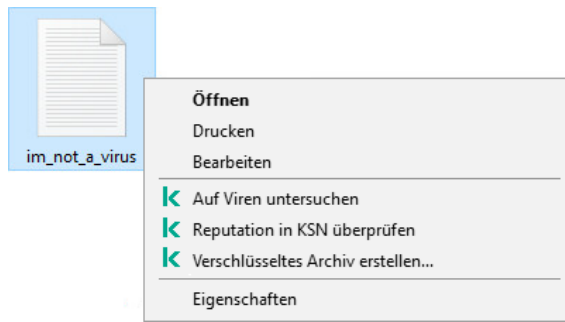 im_not_a_virus
Öffnen
Drucken
Bearbeiten
Auf Viren untersuchen
Reputation in KSN überprüfen
Verschlüsseltes Archiv erstellen...
Eigenschaften